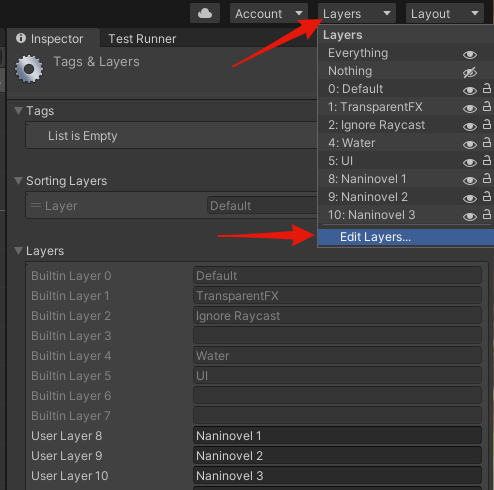 Account
Layers
Layout
Inspector
Test Runner
Tags & Layers
Layers
Everything
Nothing
0: Default
1: TransparentFX
2: Ignore Raycast
4: Water
5: UI
8: Naninovel 1
9: Naninovel 2
10: Naninovel 3
Edit Layers...
Tags
List is Empty
Sorting Layers
Layer Default
Layers
Builtin Layer 0 Default
Builtin Layer 1 TransparentFX
Builtin Layer 2 Ignore Raycast
Builtin Layer 3
Builtin Layer 4 Water
Builtin Layer 5 UI
Builtin Layer 6
Builtin Layer 7
User Layer 8 Naninovel 1
User Layer 9 Naninovel 2
User Layer 10 Naninovel 3